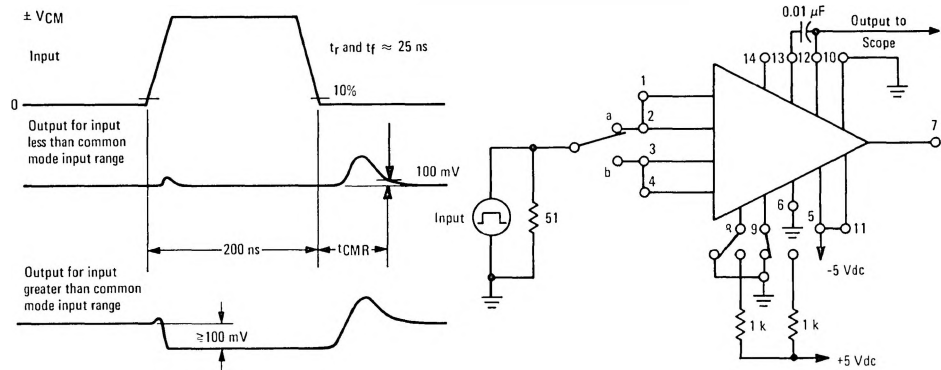 ± VCM
Input
tr and tf ≈ 25 ns
0
10%
Output for input
less than common
mode input range
100 mV
200 ns
tCMR
Output for input
greater than common
mode input range
≧100 mV
0.01 µF
Output to
Scope
14
13
12
10
1
a
2
7
3
b
4
Input
51
6
8
9
5
11
-5 Vdc
1 k
1 k
+5 Vdc